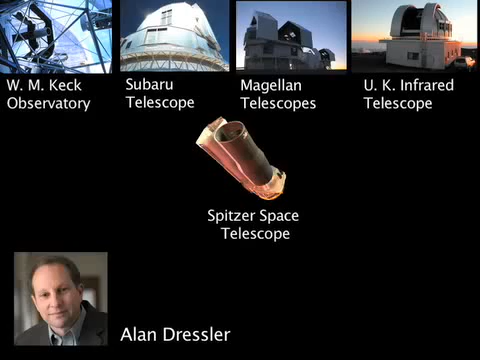 W. M. Keck
Observatory
Subaru
Telescope
Magellan
Telescopes
U. K. Infrared
Telescope
Spitzer Space
Telescope
Alan Dressler